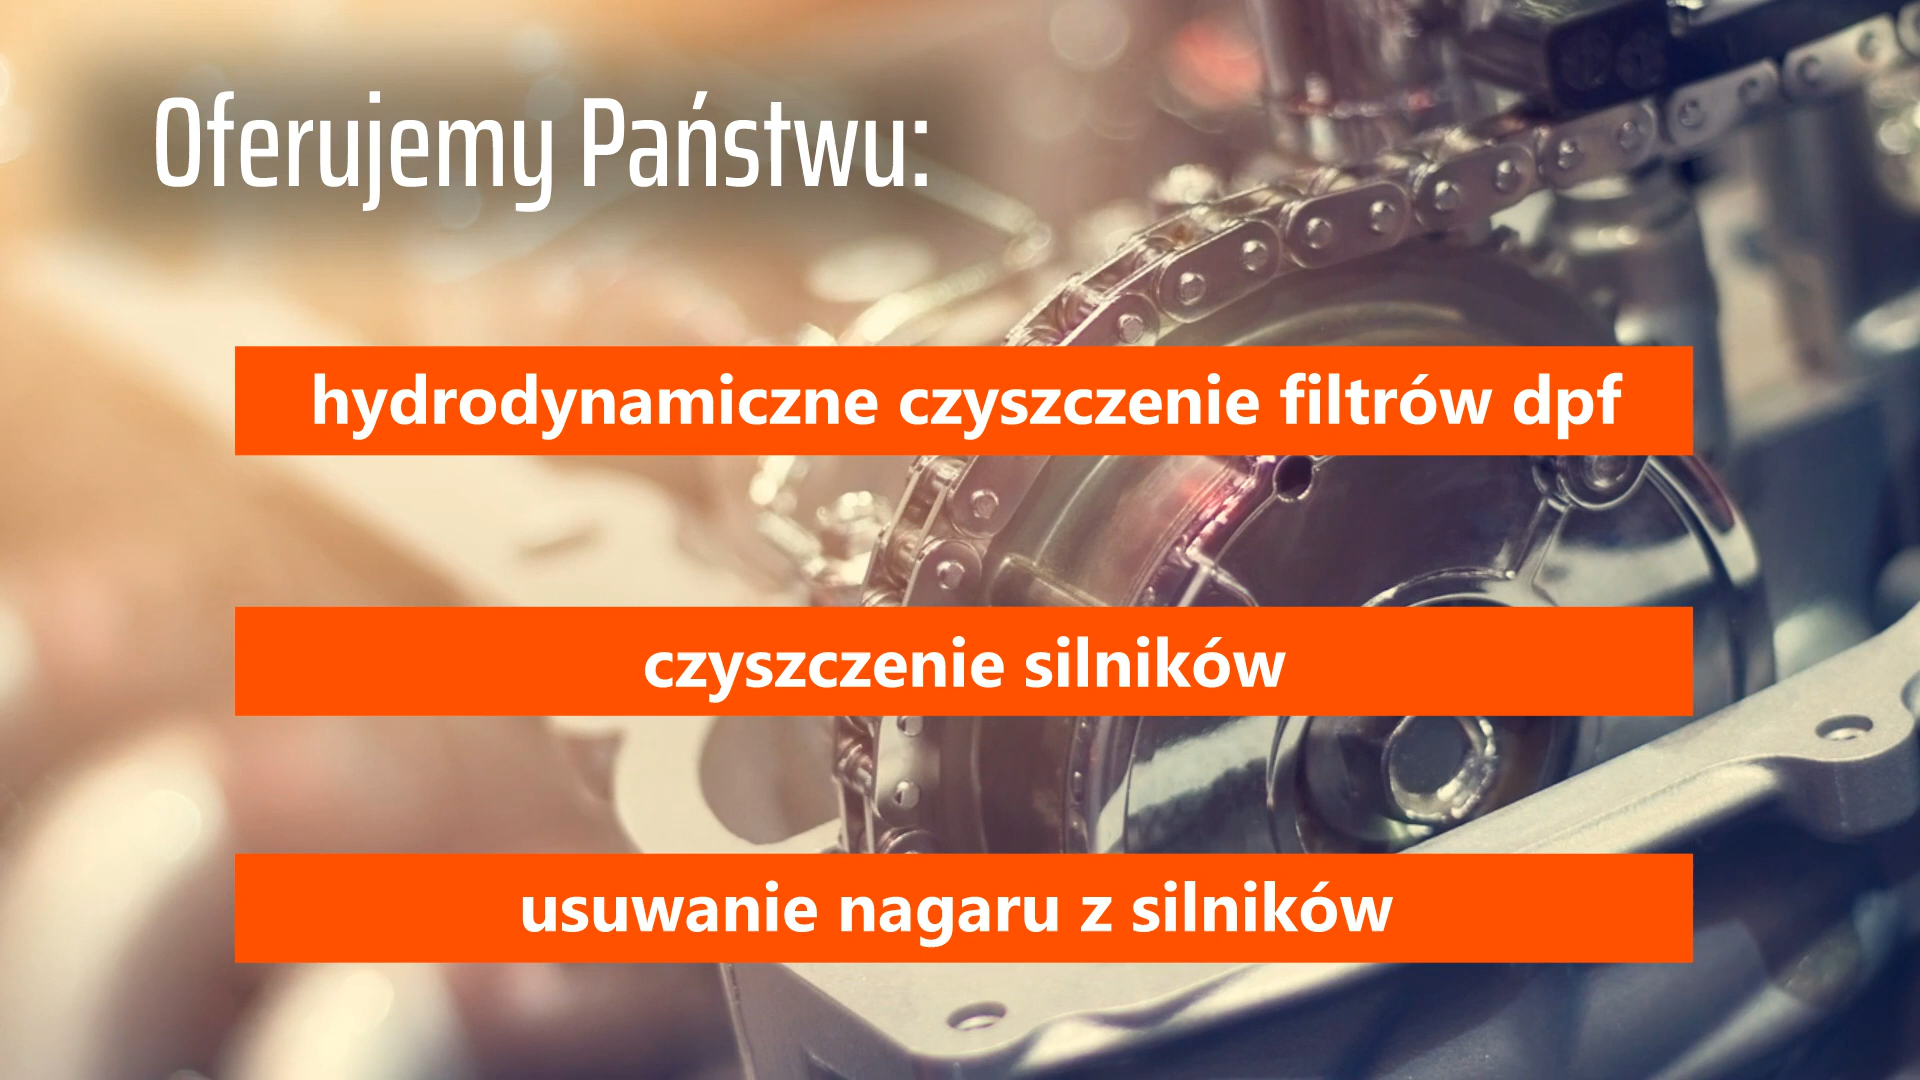 Oferujemy Państwu:
hydrodynamiczne czyszczenie filtrów dpf
czyszczenie silników
usuwanie nagaru z silników